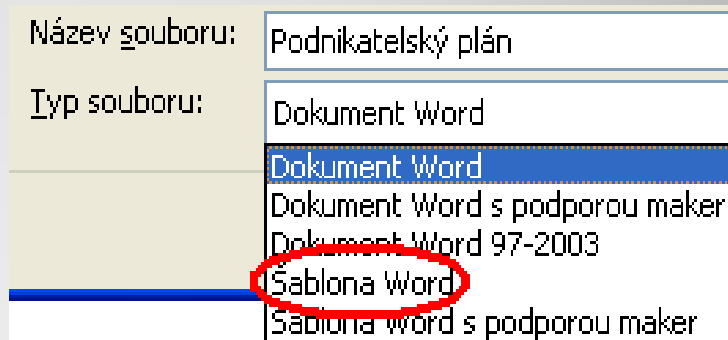 Název souboru: Podnikatelský plán
Typ souboru: Dokument Word
Dokument Word
Dokument Word s podporou maker
Dokument Word 97-2003
Šablona Word
Šablona Word s podporou maker